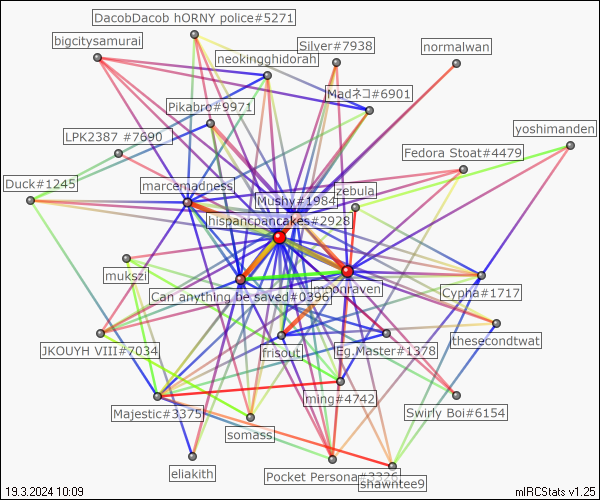 DacobDacob hORNY police#5271
bigcitysamurai
Silver#7938
normalwan
neokingghidorah
Madネコ#6901
Pikabro#9971
LPK2387 #7690
yoshimanden
Fedora Stoat#4479
Duck#1245
marcemadness
zebula
Mushy#1984
hispancpancakes#2928
mukszi
lmnonraven
Cypha#1717
Can anything be saved#0396
JKOUYH VIII#7034
frisout
Eg.Master#1378
thesecondtwat
Majestic#3375
ming#4742
Swirly Boi#6154
somass
eliakith
Pocket Persona#3326
shawntee9
19.3.2024 10:09
mIRCStats v1.25